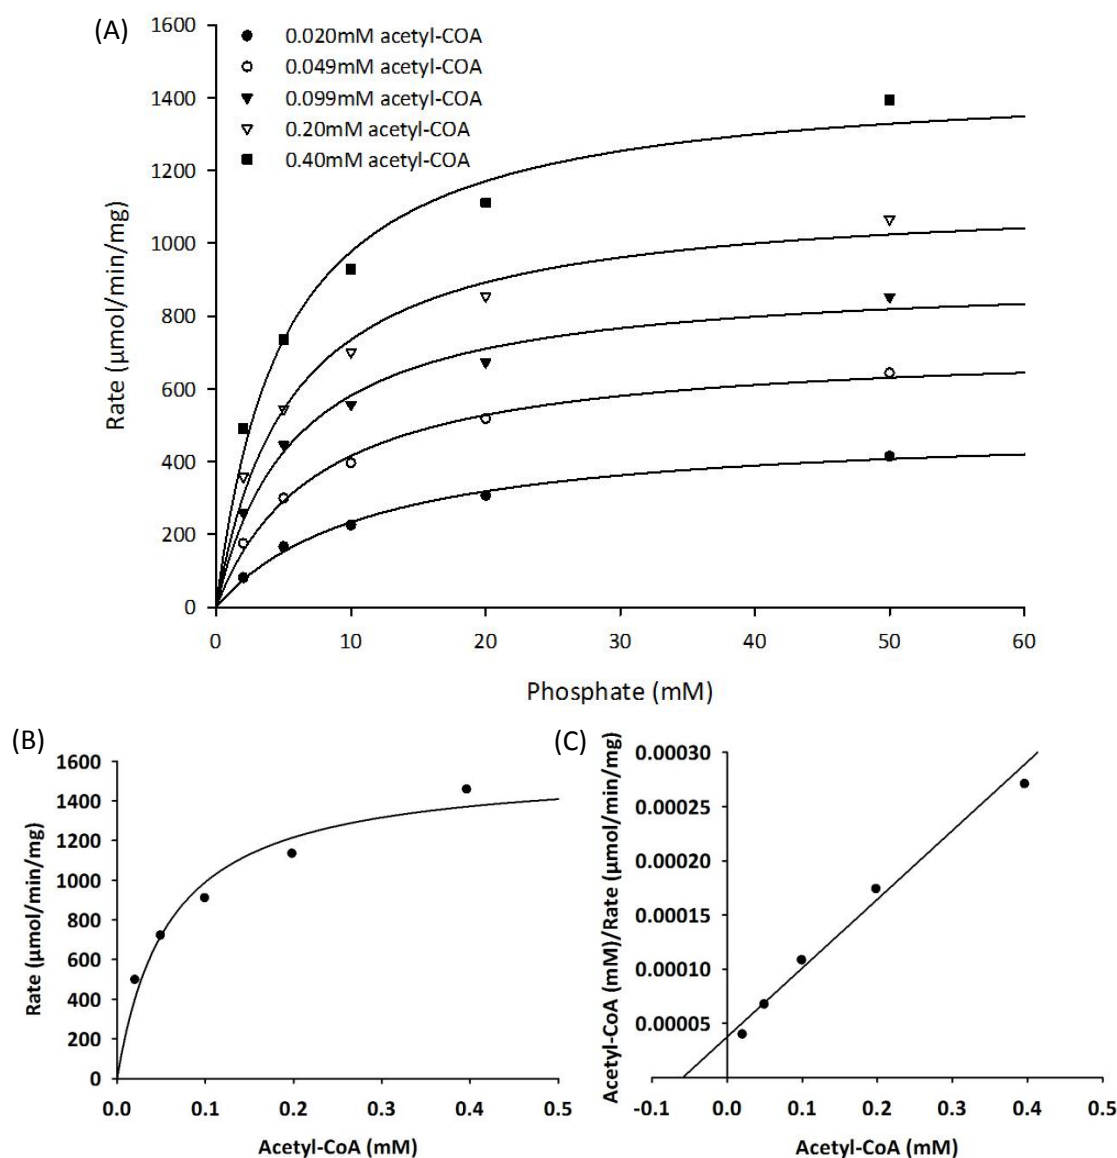 (A)
1600
1400
1200
1000
800
600
400
200
0
Rate (µmol/min/mg)
0.020mM acetyl-COA
0.049mM acetyl-COA
0.099mM acetyl-COA
0.20mM acetyl-COA
0.40mM acetyl-COA
0 10 20 30 40 50 60
Phosphate (mM)
(B)
1600
1400
1200
1000
800
600
400
200
0
Rate (µmol/min/mg)
0.0 0.1 0.2 0.3 0.4 0.5
Acetyl-CoA (mM)
(C)
0.00030
0.00025
0.00020
0.00015
0.00010
0.00005
Acetyl-CoA (mM)/Rate (µmol/min/mg)
-0.1 0.0 0.1 0.2 0.3 0.4 0.5
Acetyl-CoA (mM)